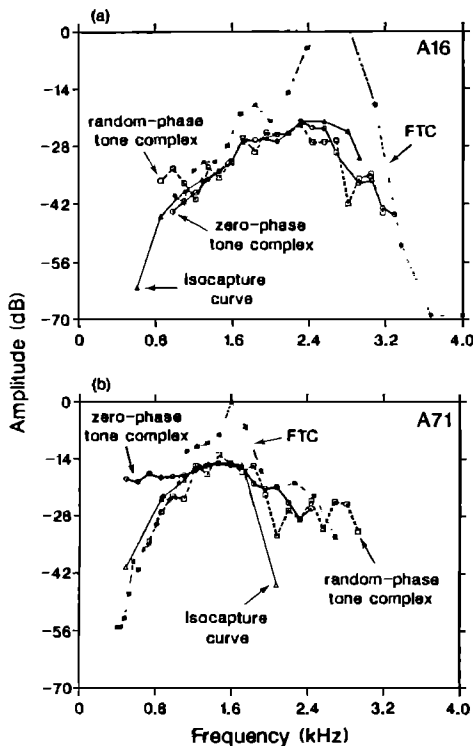 (a)
A16
0
-14
-28
-42
-56
-70
random-phase
tone complex
FTC
zero-phase
tone complex
Isocapture
curve
0
0.8
1.6
2.4
3.2
4.0
Amplitude (dB)
(b)
A71
0
-14
-28
-42
-56
-70
zero-phase
tone complex
FTC
random-phase
tone complex
Isocapture
curve
0
0.8
1.6
2.4
3.2
4.0
Frequency (kHz)